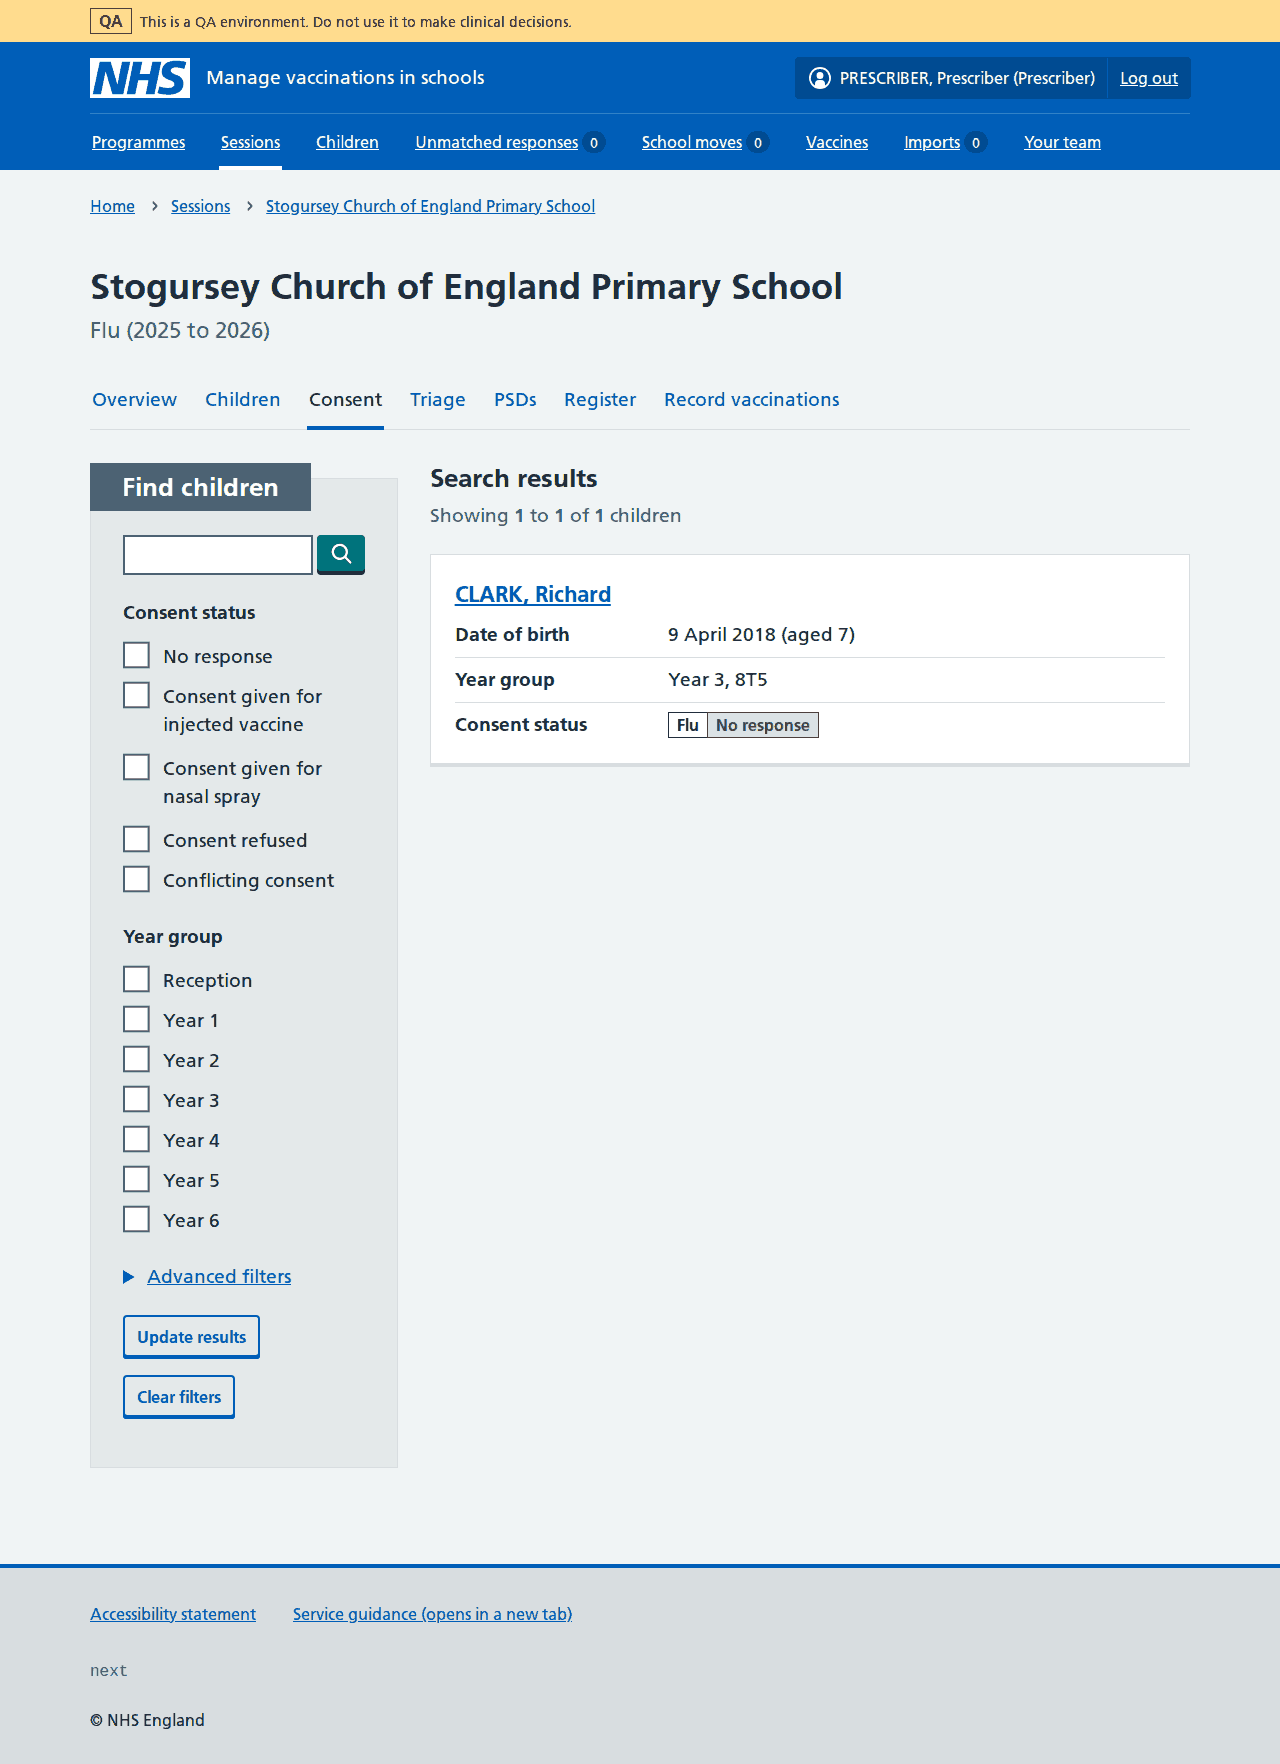 QA This is a QA environment. Do not use it to make clinical decisions.
NHS Manage vaccinations in schools PRESCRIBER, Prescriber (Prescriber) Log out
Programmes Sessions Children Unmatched responses 0 School moves 0 Vaccines Imports 0 Your team
Home Sessions Stogursey Church of England Primary School
Stogursey Church of England Primary School
Flu (2025 to 2026)
Overview Children Consent Triage PSDs Register Record vaccinations
Find children
Consent status
No response
Consent given for
injected vaccine
Consent given for
nasal spray
Consent refused
Conflicting consent
Year group
Reception
Year 1
Year 2
Year 3
Year 4
Year 5
Year 6
Advanced filters
Update results
Clear filters
Search results
Showing 1 to 1 of 1 children
CLARK, Richard
Date of birth 9 April 2018 (aged 7)
Year group Year 3, 8T5
Consent status Flu No response
Accessibility statement Service guidance (opens in a new tab)
next
© NHS England